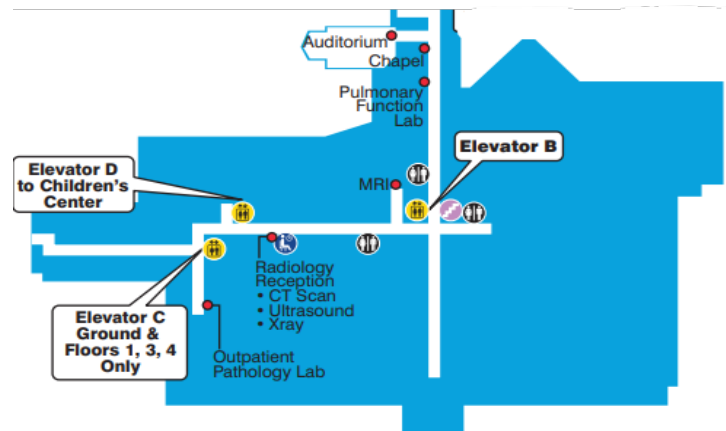 Auditorium
Chapel
Pulmonary
Function
Lab
Elevator B
Elevator D
to Children's
Center
MRI
Radiology
Reception
• CT Scan
• Ultrasound
• Xray
Elevator C
Ground &
Floors 1, 3, 4
Only
Outpatient
Pathology Lab